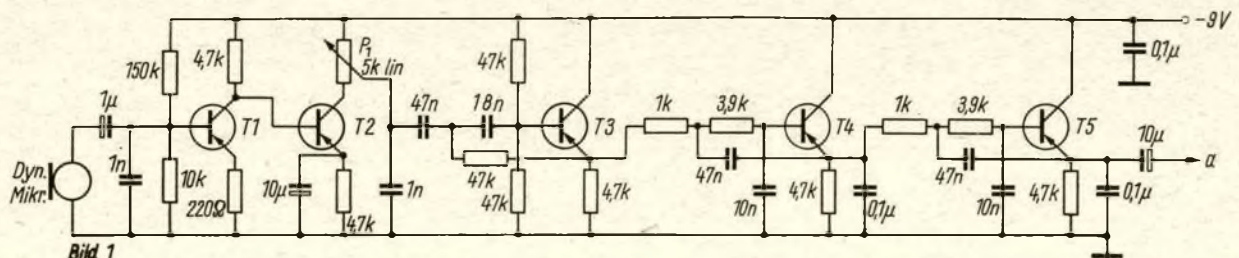 150k
4,7k
P1
5k lin
47k
0,1µ
-9V
1µ
T1
T2
47n
18n
T3
1k
3,9k
T4
1k
3,9k
T5
10µ
Dyn.
Mikr.
1n
10k
220Ω
10µ
4,7k
1n
47k
47k
4,7k
47n
10n
4,7k
0,1µ
47n
10n
4,7k
0,1µ
a
Bild 1